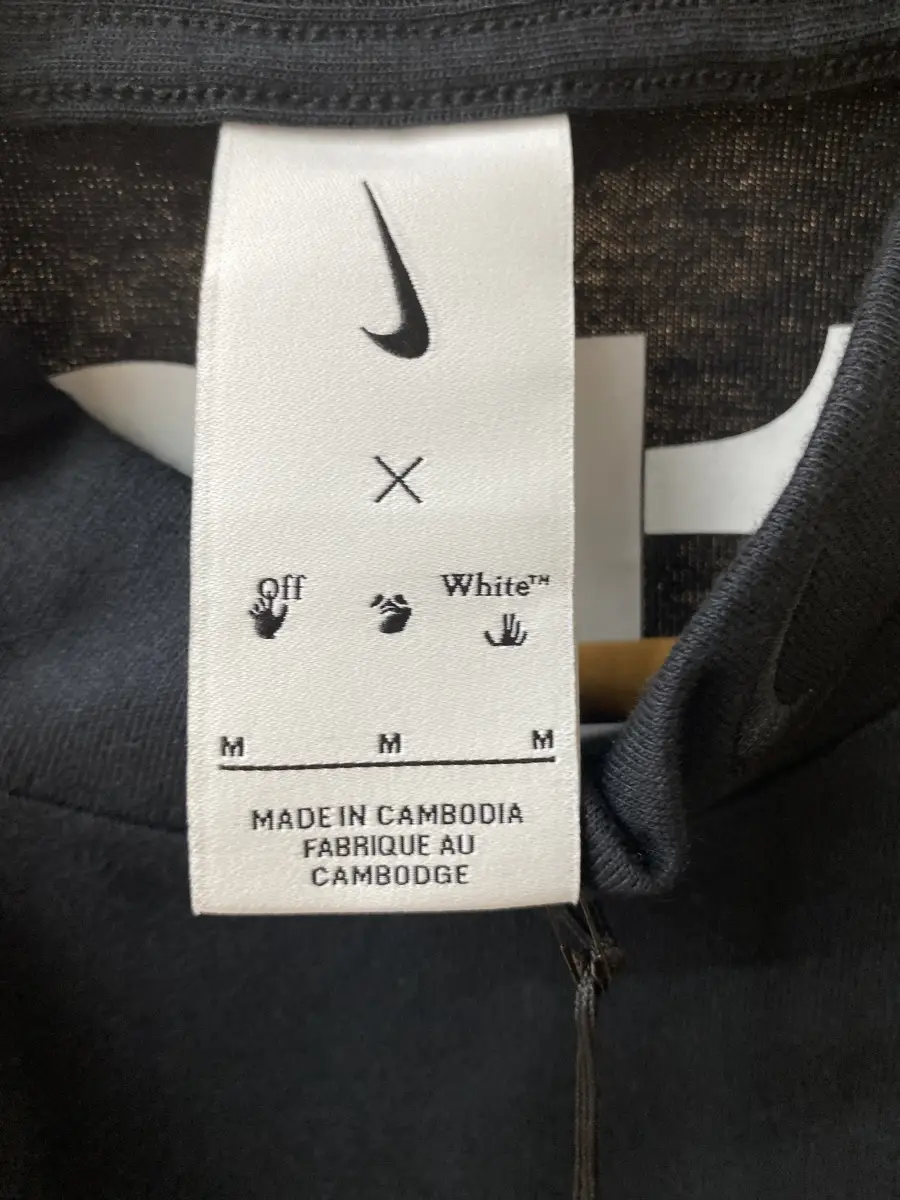 ×
Off White™
M M M
MADE IN CAMBODIA
FABRIQUE AU
CAMBODGE